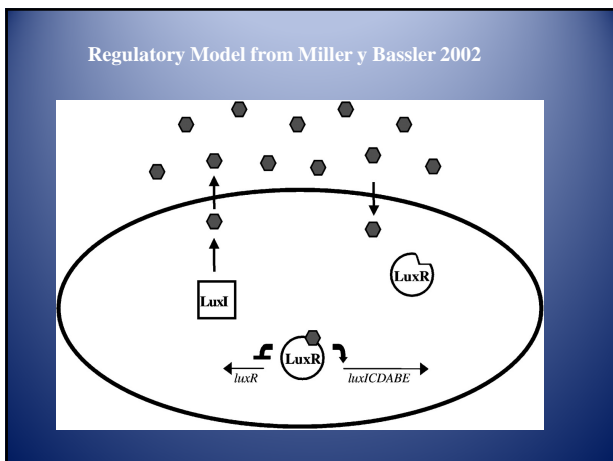 Regulatory Model from Miller y Bassler 2002
LuxR
LuxI
LuxR
luxR
luxICDABE